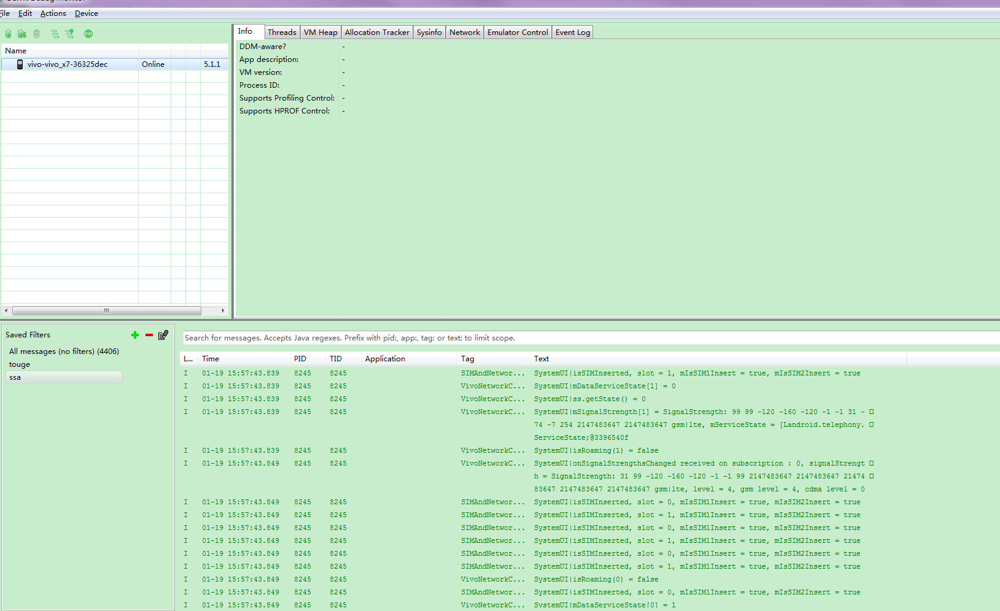 File Edit Actions Device
Name
vivo-vivo_x7-36325dec Online 5.1.1
Info Threads VM Heap Allocation Tracker Sysinfo Network Emulator Control Event Log
DDM-aware? -
App description: -
VM version: -
Process ID: -
Supports Profiling Control: -
Supports HPROF Control: -
Saved Filters
All messages (no filters) (4406)
touge
ssa
Search for messages. Accepts Java regexes. Prefix with pid:, app:, tag: or text: to limit scope.
L... Time PID TID Application Tag Text
I 01-19 15:57:43.839 8245 8245 SIMAndNetwor... SystemUI|isSIMInserted, slot = 1, mIsSIM1Insert = true, mIsSIM2Insert = true
I 01-19 15:57:43.839 8245 8245 VivoNetworkC... SystemUI|mDataServiceState[1] = 0
I 01-19 15:57:43.839 8245 8245 VivoNetworkC... SystemUI|ss.getState() = 0
I 01-19 15:57:43.839 8245 8245 VivoNetworkC... SystemUI|mSignalStrength[1] = SignalStrength: 99 99 -120 -160 -120 -1 -1 31 -
74 -7 254 2147483647 2147483647 gsm|lte, mServiceState = [Landroid.telephony.
ServiceState;@3396540f
I 01-19 15:57:43.839 8245 8245 VivoNetworkC... SystemUI|isRoaming(1) = false
I 01-19 15:57:43.849 8245 8245 VivoNetworkC... SystemUI|onSignalStrengthsChanged received on subscription : 0, signalStrengt
h = SignalStrength: 31 99 -120 -160 -120 -1 -1 99 2147483647 2147483647 21474
83647 2147483647 2147483647 gsm|lte, level = 4, gsm level = 4, cdma level = 0
I 01-19 15:57:43.849 8245 8245 SIMAndNetwor... SystemUI|isSIMInserted, slot = 0, mIsSIM1Insert = true, mIsSIM2Insert = true
I 01-19 15:57:43.849 8245 8245 SIMAndNetwor... SystemUI|isSIMInserted, slot = 1, mIsSIM1Insert = true, mIsSIM2Insert = true
I 01-19 15:57:43.849 8245 8245 SIMAndNetwor... SystemUI|isSIMInserted, slot = 0, mIsSIM1Insert = true, mIsSIM2Insert = true
I 01-19 15:57:43.849 8245 8245 SIMAndNetwor... SystemUI|isSIMInserted, slot = 1, mIsSIM1Insert = true, mIsSIM2Insert = true
I 01-19 15:57:43.849 8245 8245 SIMAndNetwor... SystemUI|isSIMInserted, slot = 0, mIsSIM1Insert = true, mIsSIM2Insert = true
I 01-19 15:57:43.849 8245 8245 SIMAndNetwor... SystemUI|isSIMInserted, slot = 1, mIsSIM1Insert = true, mIsSIM2Insert = true
I 01-19 15:57:43.849 8245 8245 VivoNetworkC... SystemUI|isRoaming(0) = false
I 01-19 15:57:43.849 8245 8245 SIMAndNetwor... SystemUI|isSIMInserted, slot = 0, mIsSIM1Insert = true, mIsSIM2Insert = true
I 01-19 15:57:43.849 8245 8245 VivoNetworkC... SystemUI|mDataServiceState[0] = 1